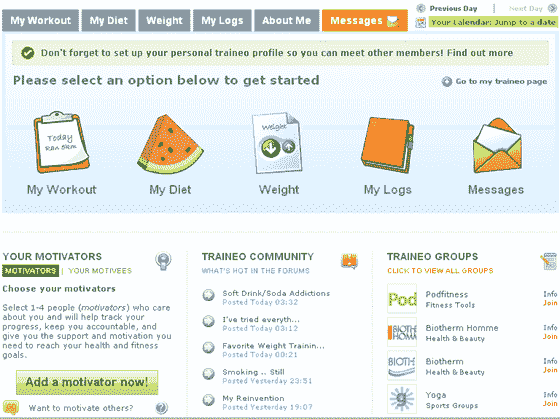 My Workout
My Diet
Weight
My Logs
About Me
Messages
Previous Day
Next Day
Your Calendar: Jump to a date
Don't forget to set up your personal traineo profile so you can meet other members! Find out more
Please select an option below to get started
Go to my traineo page
Today
Ran 5km
Weight
My Workout
My Diet
Weight
My Logs
Messages
YOUR MOTIVATORS
MOTIVATORS | YOUR MOTIVEES
Choose your motivators
Select 1-4 people (motivators) who care
about you and will help track your
progress, keep you accountable, and
give you the support and motivation you
need to reach your health and fitness
goals.
Add a motivator now!
Want to motivate others?
TRAINEO COMMUNITY
WHAT'S HOT IN THE FORUMS
Soft Drink/Soda Addictions
Posted Today 03:32
I've tried everyth...
Posted Today 03:12
Favorite Weight Trainin...
Posted Today 00:21
Smoking .. Still
Posted Yesterday 23:51
My Reinvention
Posted Yesterday 19:07
TRAINEO GROUPS
CLICK TO VIEW ALL GROUPS
Pod
Podfitness
Fitness Tools
Info
Join
BIOTH
HOMM
Biotherm Homme
Health & Beauty
Info
Join
BIOTH
Biotherm
Health & Beauty
Info
Join
Yoga
Sports Groups
Info
Join